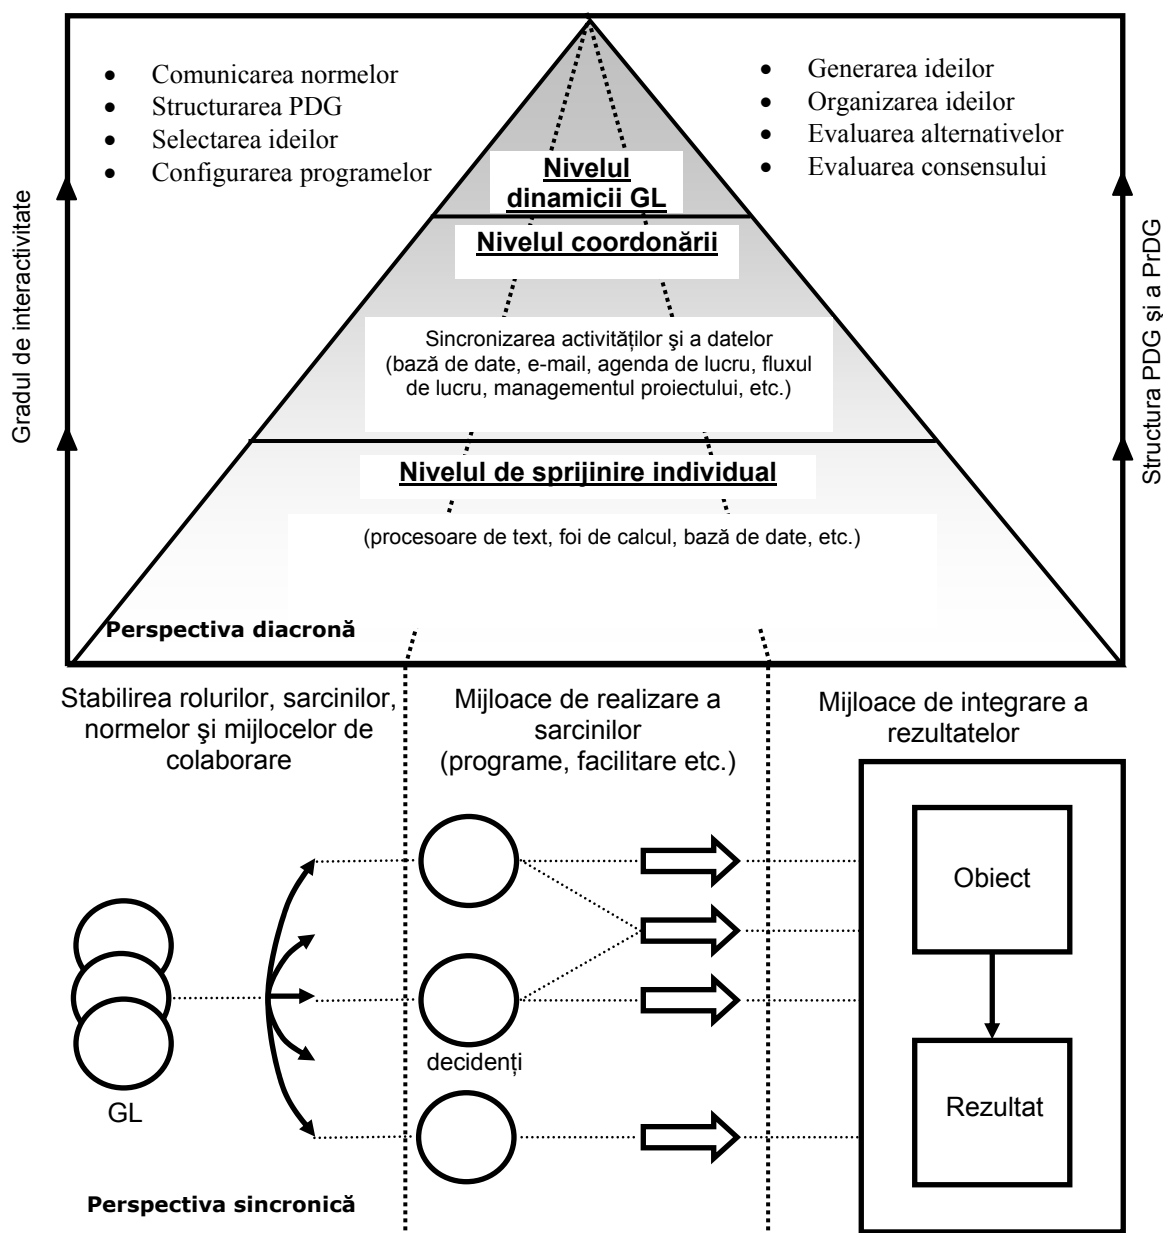 • Comunicarea normelor
• Structurarea PDG
• Selectarea ideilor
• Configurarea programelor
• Generarea ideilor
• Organizarea ideilor
• Evaluarea alternativelor
• Evaluarea consensului
Gradul de interactivitate
Structura PDG şi a PrDG
Nivelul
dinamicii GL
Nivelul coordonării
Sincronizarea activităților şi a datelor
(bază de date, e-mail, agenda de lucru, fluxul
de lucru, managementul proiectului, etc.)
Nivelul de sprijinire individual
(procesoare de text, foi de calcul, bază de date, etc.)
Perspectiva diacronă
Stabilirea rolurilor, sarcinilor,
normelor şi mijlocelor de
colaborare
Mijloace de realizare a
sarcinilor
(programe, facilitare etc.)
Mijloace de integrare a
rezultatelor
Obiect
decidenți
GL
Rezultat
Perspectiva sincronică